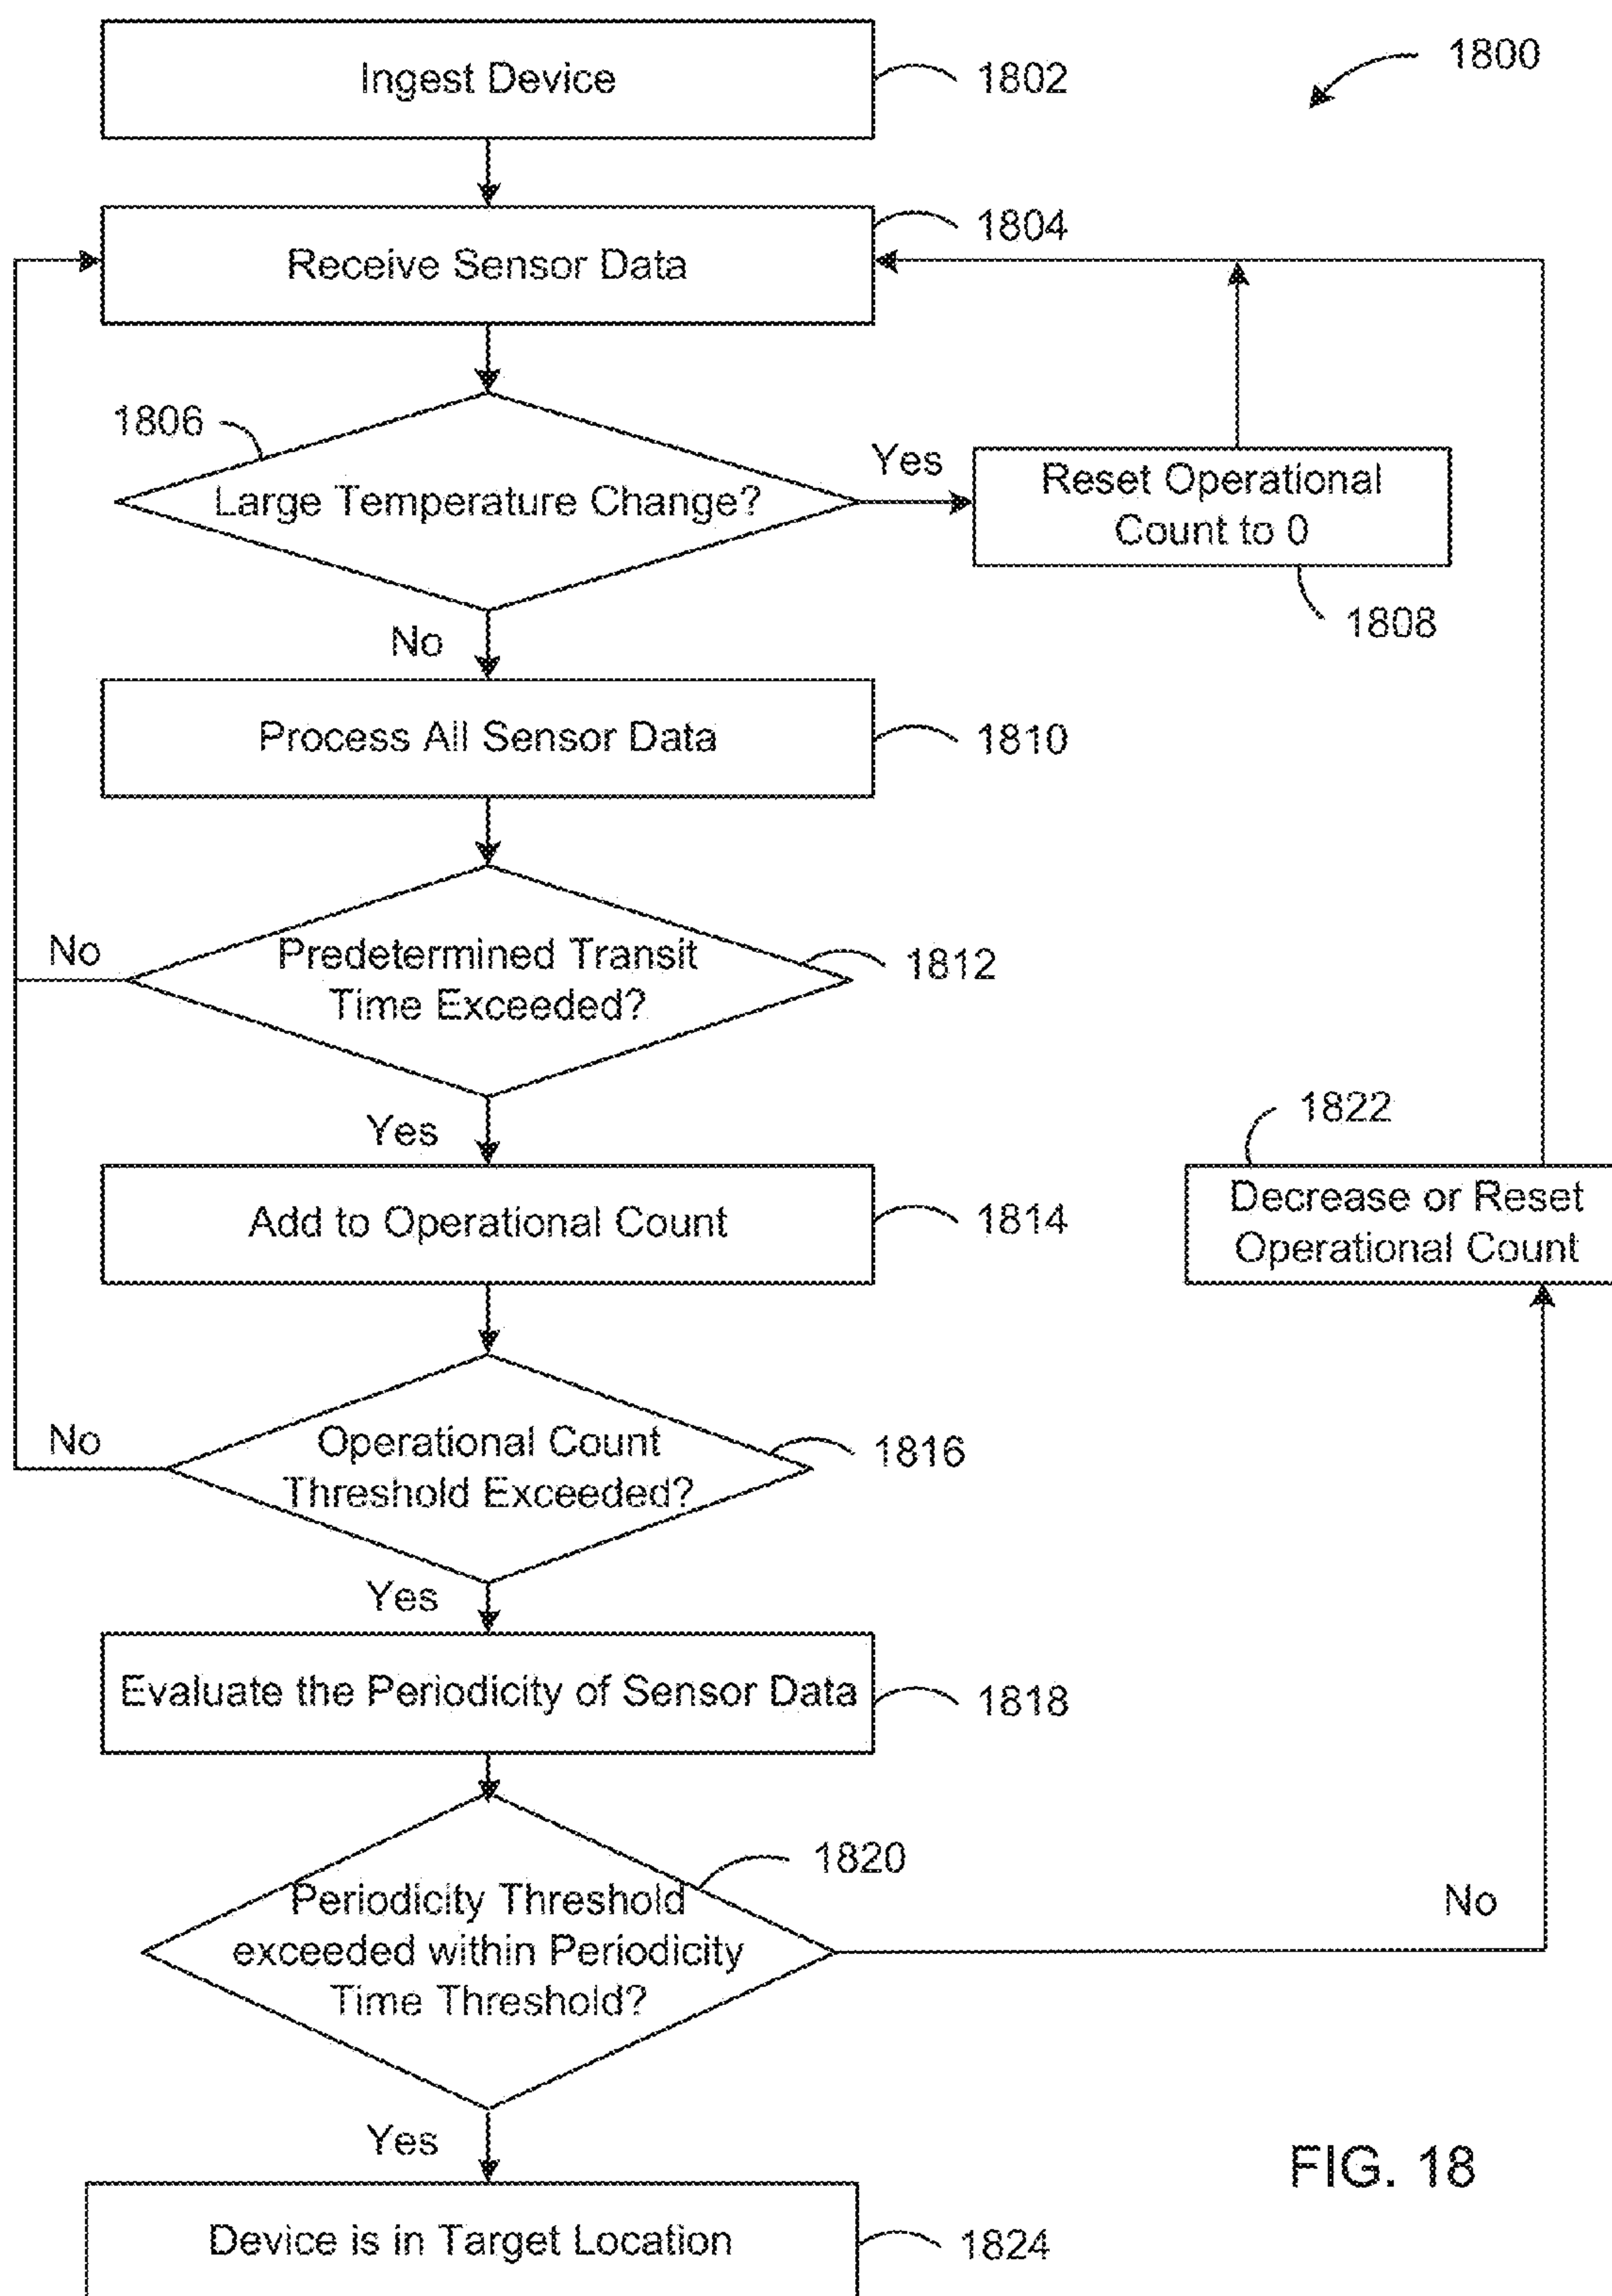 Ingest Device
1802
1800
1804
Receive Sensor Data
1806
Large Temperature Change?
Yes
Reset Operational
Count to 0
1808
No
Process All Sensor Data
1810
No
Predetermined Transit
Time Exceeded?
1812
Yes
1822
Add to Operational Count
1814
Decrease or Reset
Operational Count
No
Operational Count
Threshold Exceeded?
1816
Yes
Evaluate the Periodicity of Sensor Data
1818
1820
Periodicity Threshold
exceeded within Periodicity
Time Threshold?
No
Yes
FIG. 18
Device is in Target Location
1824